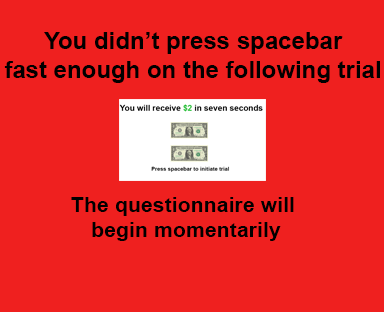 You didn’t press spacebar
fast enough on the following trial
You will receive $2 in seven seconds
Press spacebar to initiate trial
The questionnaire will
begin momentarily